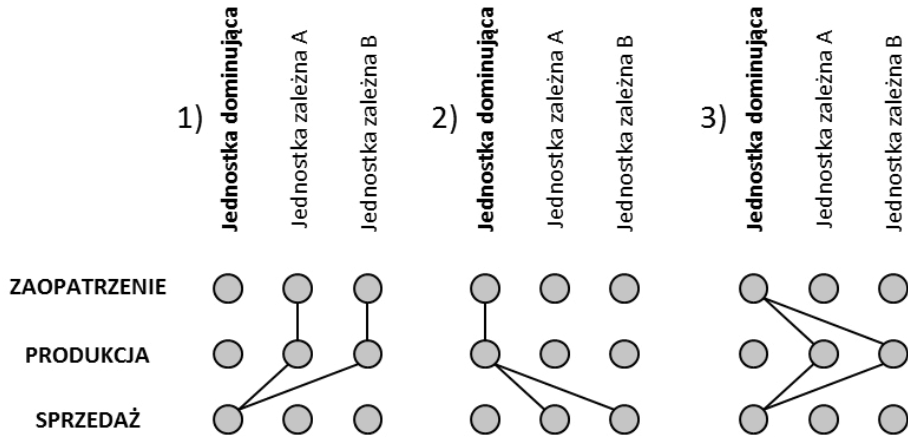 1)
Jednostka dominująca
Jednostka zależna A
Jednostka zależna B
2)
Jednostka dominująca
Jednostka zależna A
Jednostka zależna B
3)
Jednostka dominująca
Jednostka zależna A
Jednostka zależna B
ZAOPATRZENIE
PRODUKCJA
SPRZEDAŻ